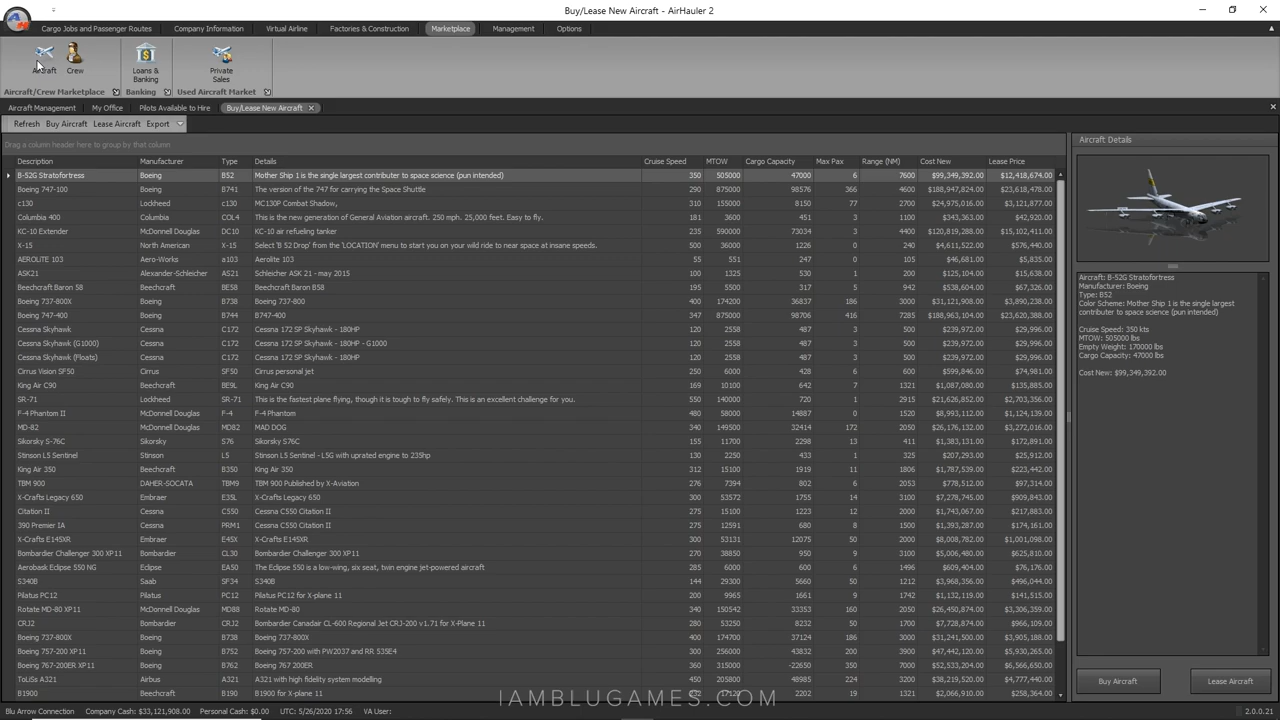 Buy/Lease New Aircraft - AirHauler 2
Cargo Jobs and Passenger Routes Company Information Virtual Airline Factories & Construction Marketplace Management Options
Aircraft Crew Loans & Banking Private Sales
Aircraft/Crew Marketplace Banking Used Aircraft Market
Aircraft Management My Office Pilots Available to Hire Buy/Lease New Aircraft
Refresh Buy Aircraft Lease Aircraft Export
Drag a column header here to group by that column
Description Manufacturer Type Details Cruise Speed MTOW Cargo Capacity Max Pax Range (NM) Cost New Lease Price
B-52G Stratofortress Boeing B52 Mother Ship 1 is the single largest contributor to space science (pun intended) 350 505000 47000 6 7600 $99,349,392.00 $12,418,674.00
Boeing 747-100 Boeing B741 The version of the 747 for carrying the Space Shuttle 290 875000 98576 366 4600 $188,947,824.00 $23,618,478.00
c130 Lockheed c130 MC130P Combat Shadow, 310 155000 8150 77 2700 $24,975,016.00 $3,121,877.00
Columbia 400 Columbia COL4 This is the new generation of General Aviation aircraft. 250 mph. 25,000 feet. Easy to fly. 181 3600 451 3 1100 $343,363.00 $42,920.00
KC-10 Extender McDonnell Douglas DC10 KC-10 air refueling tanker 235 590000 73034 3 4400 $120,819,288.00 $15,102,411.00
X-15 North American X-15 Select 'B 52 Drop' from the 'LOCATION' menu to start you on your wild ride to near space at insane speeds. 500 36000 1226 0 240 $4,611,522.00 $576,440.00
AEROLITE 103 Aero-Works a103 Aerolite 103 55 551 247 0 103 $46,681.00 $5,835.00
ASK21 Alexander-Schleicher AS21 Schleicher ASK 21 - may 2015 100 1325 530 1 200 $125,104.00 $15,638.00
Beechcraft Baron 58 Beechcraft BE58 Beechcraft Baron B58 195 5500 317 5 942 $538,604.00 $67,326.00
Boeing 737-800X Boeing B738 Boeing 737-800 400 174200 36837 186 3000 $31,121,908.00 $3,890,238.00
Boeing 747-400 Boeing B744 B747-400 347 875000 98706 416 7285 $188,963,104.00 $23,620,388.00
Cessna Skyhawk Cessna C172 Cessna 172 SP Skyhawk - 180HP 120 2558 487 3 500 $239,972.00 $29,996.00
Cessna Skyhawk (G1000) Cessna C172 Cessna 172 SP Skyhawk - 180HP - G1000 120 2558 487 3 500 $239,972.00 $29,996.00
Cessna Skyhawk (Floats) Cessna C172 Cessna 172 SP Skyhawk - 180HP 120 2558 487 3 500 $239,972.00 $29,996.00
Cirrus Vision SF50 Cirrus SF50 Cirrus personal jet 250 6000 428 6 600 $599,846.00 $74,981.00
King Air C90 Beechcraft BE9L King Air C90 169 10100 642 7 1321 $1,087,080.00 $135,885.00
SR-71 Lockheed SR-71 This is the fastest plane flying, though it is tough to fly safely. This is an excellent challenge for you. 550 140000 720 1 2915 $21,626,852.00 $2,703,356.00
F-4 Phantom II McDonnell Douglas F-4 F-4 Phantom 480 58000 14887 0 1520 $8,993,112.00 $1,124,139.00
MD-82 McDonnell Douglas MD82 MAD DOG 340 149500 32414 172 2050 $26,176,132.00 $3,272,016.00
Sikorsky S-76C Sikorsky S76 Sikorsky S76C 155 11700 2298 13 411 $1,383,131.00 $172,891.00
Stinson L5 Sentinel Stinson L5 Stinson L5 Sentinel - L5G with uprated engine to 235hp 130 2250 433 1 325 $207,293.00 $25,912.00
King Air 350 Beechcraft B350 King Air 350 312 15100 1919 11 1806 $1,787,539.00 $223,442.00
TBM 900 DAHER-SOCATA TBM9 TBM 900 Published by X-Aviation 276 7394 802 6 2053 $778,512.00 $97,314.00
X-Crafts Legacy 650 Embraer E35L X-Crafts Legacy 650 300 53572 1755 14 3100 $7,278,745.00 $909,843.00
Citation II Cessna C550 Cessna C550 Citation II 275 15100 1223 12 2000 $1,743,067.00 $217,883.00
390 Premier IA Cessna PRM1 Cessna C550 Citation II 275 12591 680 8 1500 $1,393,287.00 $174,161.00
X-Crafts E145XR Embraer E45X X-Crafts E145XR 300 53131 12075 50 2000 $8,008,782.00 $1,001,098.00
Bombardier Challenger 300 XP11 Bombardier CL30 Bombardier Challenger 300 XP11 270 38850 950 9 3100 $5,006,480.00 $625,810.00
Aerobask Eclipse 550 NG Eclipse EA50 The Eclipse 550 is a low-wing, six seat, twin engine jet-powered aircraft 285 6000 600 6 1496 $609,404.00 $76,176.00
S340B Saab SF34 S340B 144 29300 5660 50 1212 $3,968,356.00 $496,044.00
Pilatus PC12 Pilatus PC12 Pilatus PC12 for X-plane 11 200 9965 1661 9 1742 $1,132,119.00 $141,515.00
Rotate MD-80 XP11 McDonnell Douglas MD88 Rotate MD-80 340 150542 33353 160 2050 $26,450,874.00 $3,306,359.00
CRJ2 Bombardier CRJ2 Bombardier Canadair CL-600 Regional Jet CRJ-200 v1.71 for X-Plane 11 280 53250 8232 50 1700 $7,728,874.00 $966,109.00
Boeing 737-800X Boeing B738 Boeing 737-800X 400 174700 37124 186 3000 $31,241,500.00 $3,905,188.00
Boeing 757-200 XP11 Boeing B752 Boeing 757-200 with PW2037 and RR 535E4 300 256000 43832 200 3900 $47,442,120.00 $5,930,265.00
Boeing 767-200ER XP11 Boeing B762 Boeing 767 200ER 360 315000 -22650 350 7000 $52,533,206.00 $6,566,650.00
ToLiSs A321 Airbus A321 A321 with high fidelity system modelling 450 205800 48985 224 3200 $38,219,520.00 $4,777,440.00
B1900 Beechcraft B190 B1900 for X-plane 11 17120 2202 19 1321 $2,066,910.00 $258,364.00
Aircraft Details
Aircraft: B-52G Stratofortress
Manufacturer: Boeing
Type: B52
Color Scheme: Mother Ship 1 is the single largest
contributor to space science (pun intended)
Cruise Speed: 350 kts
MTOW: 505000 lbs
Empty Weight: 170000 lbs
Cargo Capacity: 47000 lbs
Cost New: $99,349,392.00
Buy Aircraft Lease Aircraft
IAMBLUGAMES.COM
Blu Arrow Connection Company Cash: $33,121,908.00 Personal Cash: $0.00 UTC: 5/26/2020 17:56 VA User: 2.0.0.21